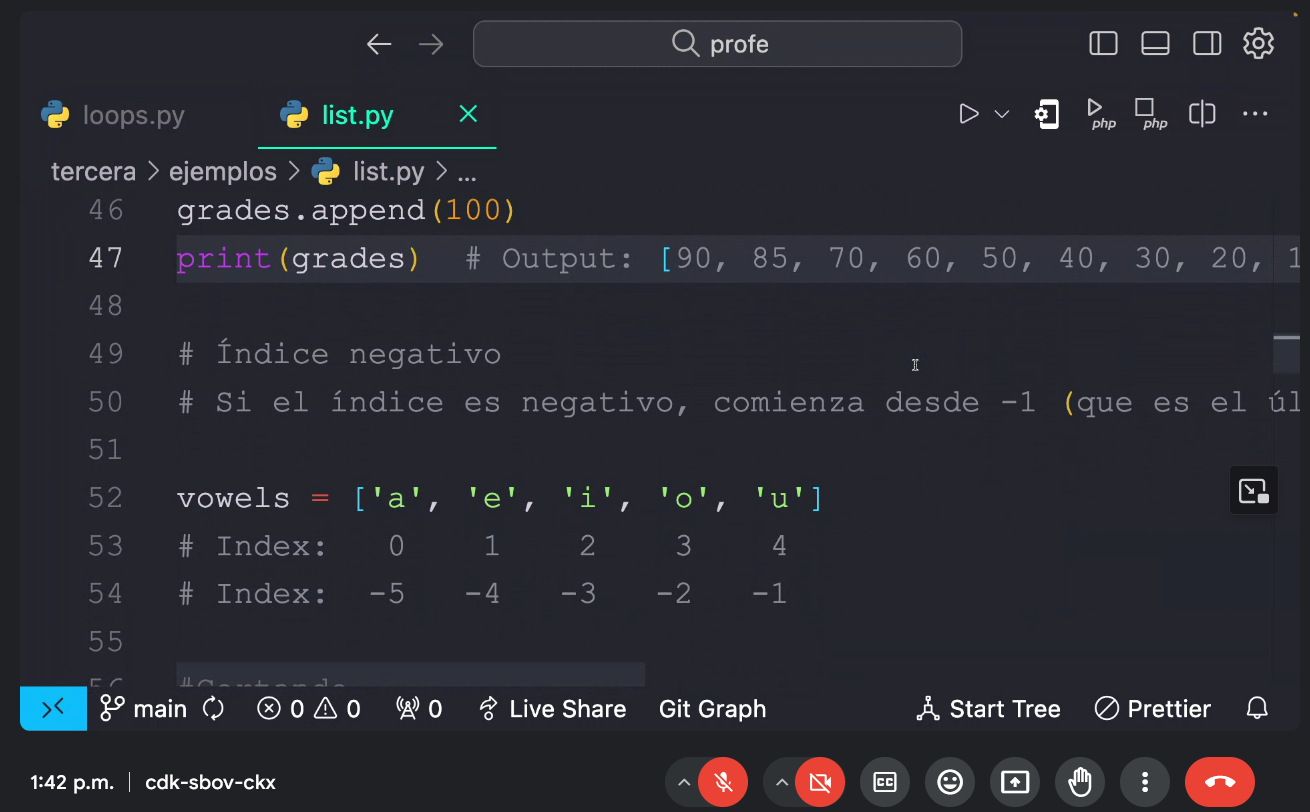 profe
loops.py list.py
php php
tercera > ejemplos > list.py > ...
46 grades.append(100)
47 print(grades) # Output: [90, 85, 70, 60, 50, 40, 30, 20, 1
48
49 # Índice negativo
50 # Si el índice es negativo, comienza desde -1 (que es el úl
51
52 vowels = ['a', 'e', 'i', 'o', 'u']
53 # Index: 0 1 2 3 4
54 # Index: -5 -4 -3 -2 -1
55
56 #Cortando
main 0 0 0 Live Share Git Graph Start Tree Prettier
1:42 p.m. | cdk-sbov-ckx CC